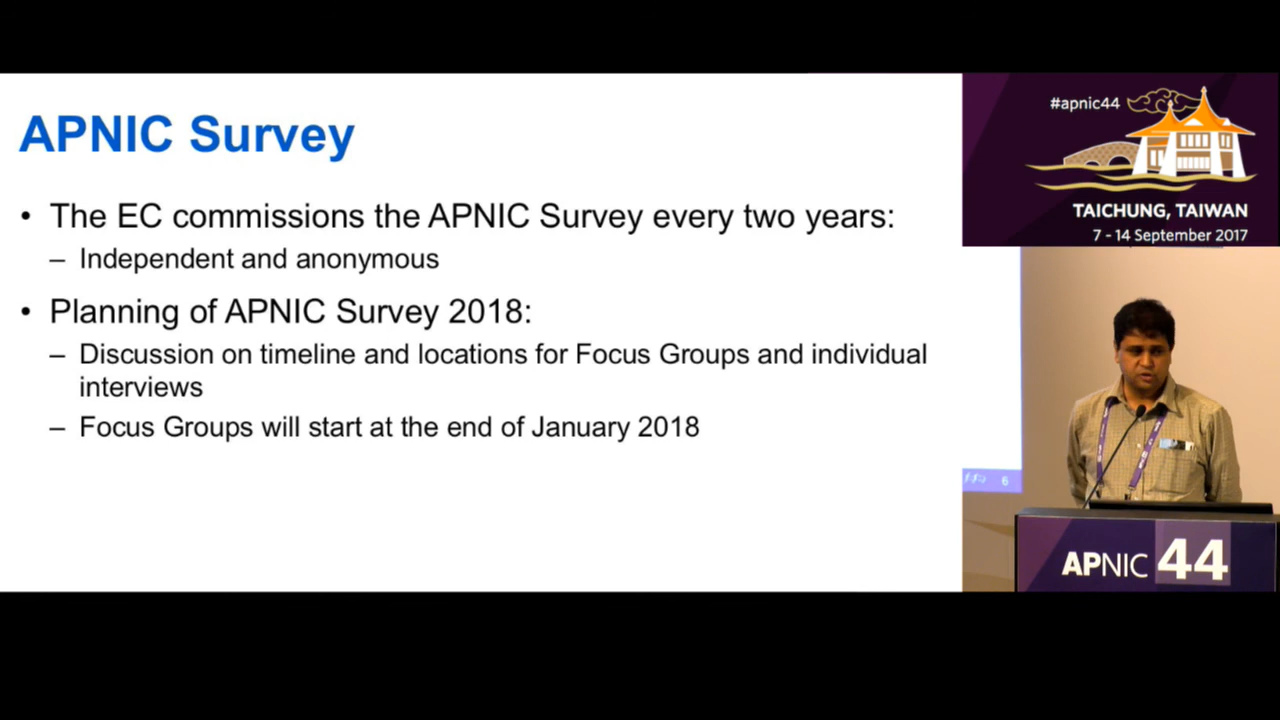 APNIC Survey
• The EC commissions the APNIC Survey every two years:
– Independent and anonymous
• Planning of APNIC Survey 2018:
– Discussion on timeline and locations for Focus Groups and individual
interviews
– Focus Groups will start at the end of January 2018
#apnic44
TAICHUNG, TAIWAN
7 - 14 September 2017
6
APNIC 44